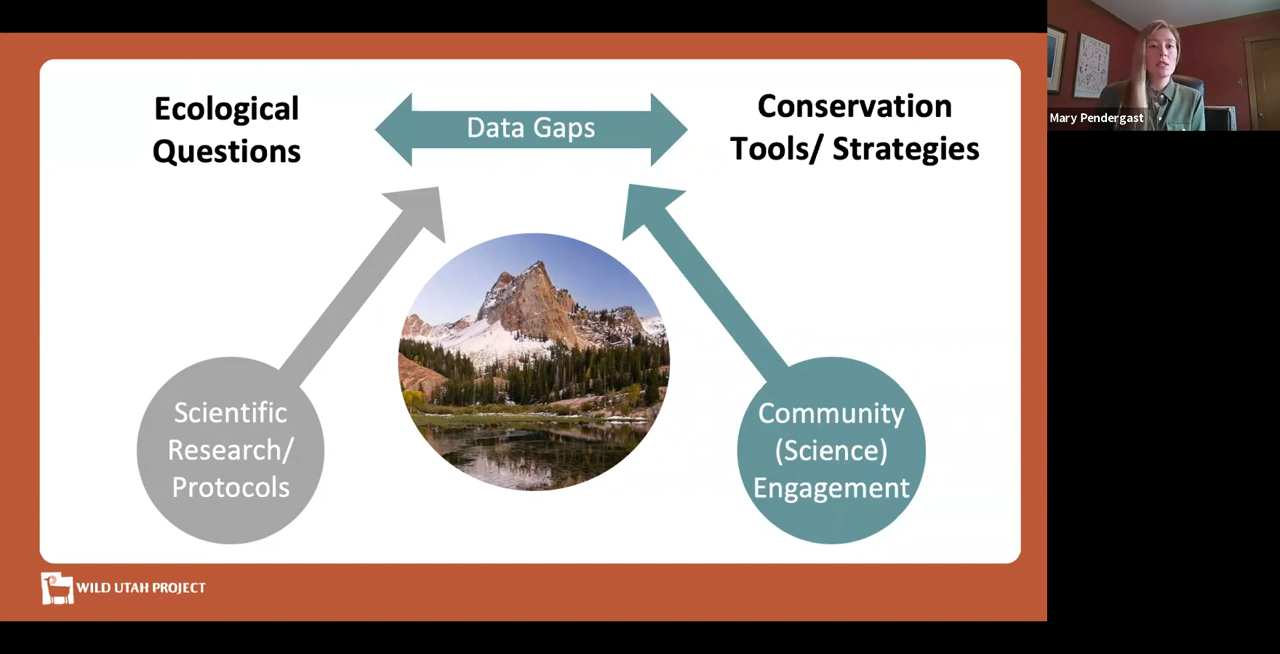 Ecological
Questions
Data Gaps
Conservation
Tools/ Strategies
Scientific
Research/
Protocols
Community
(Science)
Engagement
WILD UTAH PROJECT
Mary Pendergast